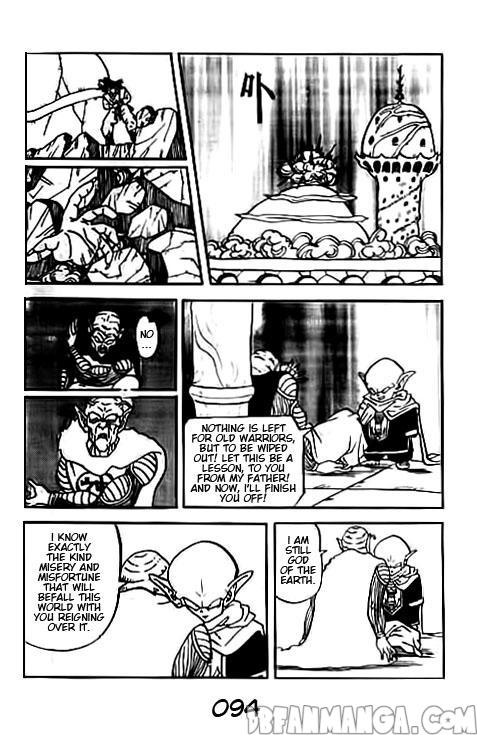 卟
NO
...
NOTHING IS LEFT
FOR OLD WARRIORS,
BUT TO BE WIPED
OUT! LET THIS BE A
LESSON, TO YOU
FROM MY FATHER!
AND NOW, I'LL FINISH
YOU OFF!
I KNOW
EXACTLY
THE KIND
MISERY AND
MISFORTUNE
THAT WILL
BEFALL THIS
WORLD WITH
YOU REIGNING
OVER IT.
I AM
STILL
GOD
OF THE
EARTH.
094
DBFANMANGA.COM